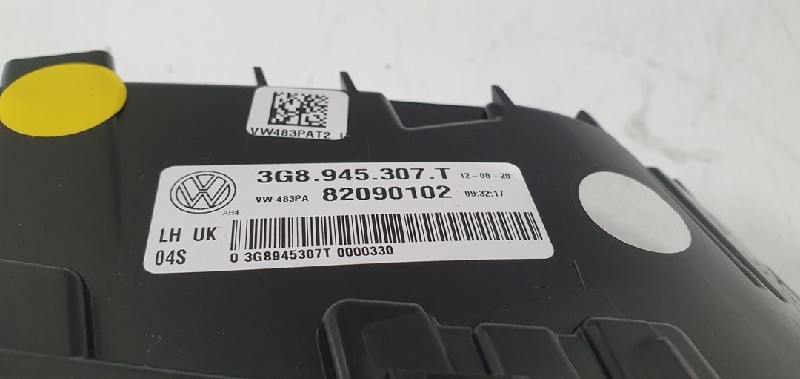 VW483PAT2
3G8.945.307.T 12-08-20
VW 483PA 82090102 09:32:17
AH4
LH UK
04S 0 3G8945307T 0000330